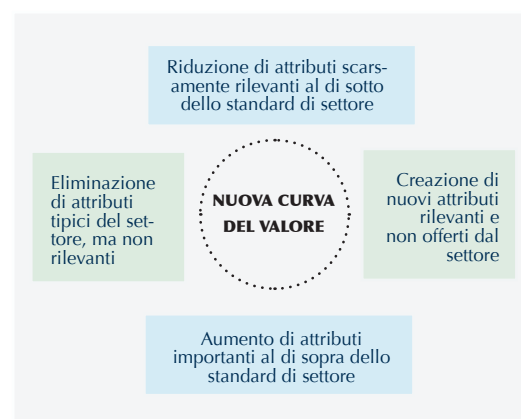 Riduzione di attributi scars-
amente rilevanti al di sotto
dello standard di settore
Eliminazione
di attributi
tipici del set-
tore, ma non
rilevanti
NUOVA CURVA
DEL VALORE
Creazione di
nuovi attributi
rilevanti e
non offerti dal
settore
Aumento di attributi
importanti al di sopra dello
standard di settore